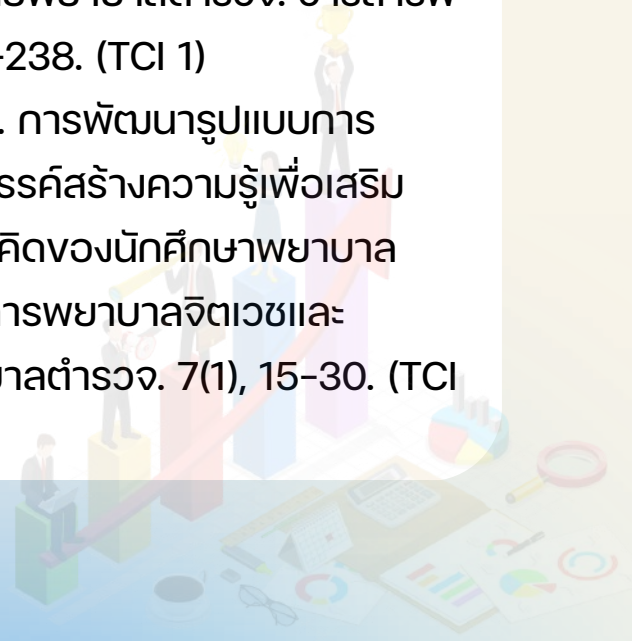 -238. (TCI 1)
. การพัฒนารูปแบบการ
รรค์สร้างความรู้เพื่อเสริม
คิดของนักศึกษาพยาบาล
ารพยาบาลจิตเวชและ
าลตำรวจ. 7(1), 15-30. (TCI